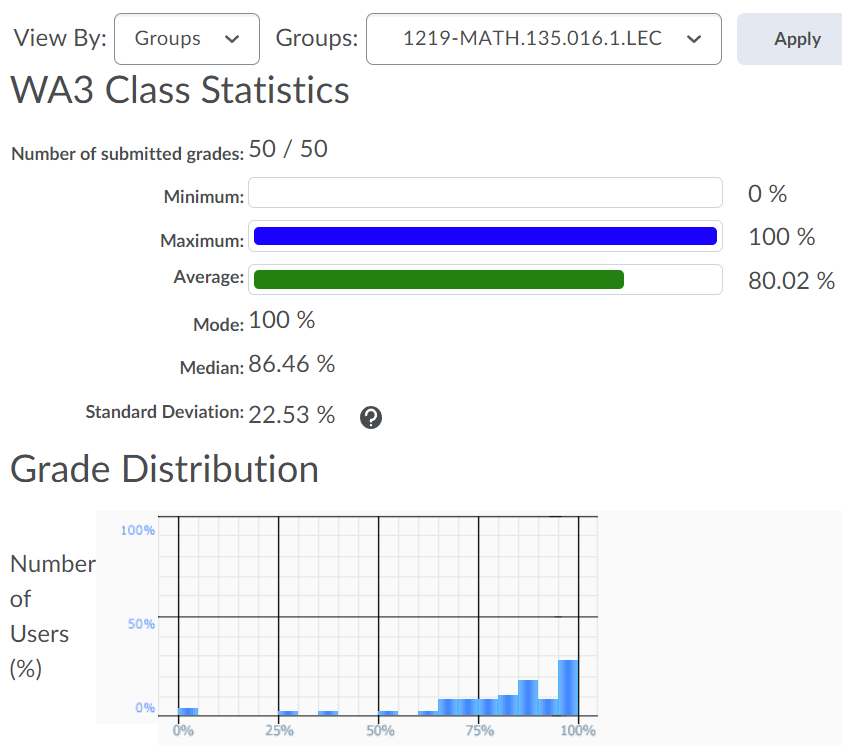 View By: Groups Groups: 1219-MATH.135.016.1.LEC Apply
WA3 Class Statistics
Number of submitted grades: 50 / 50
Minimum: 0 %
Maximum: 100 %
Average: 80.02 %
Mode: 100 %
Median: 86.46 %
Standard Deviation: 22.53 % ?
Grade Distribution
100%
Number
of
50%
Users
(%)
0%
0% 25% 50% 75% 100%